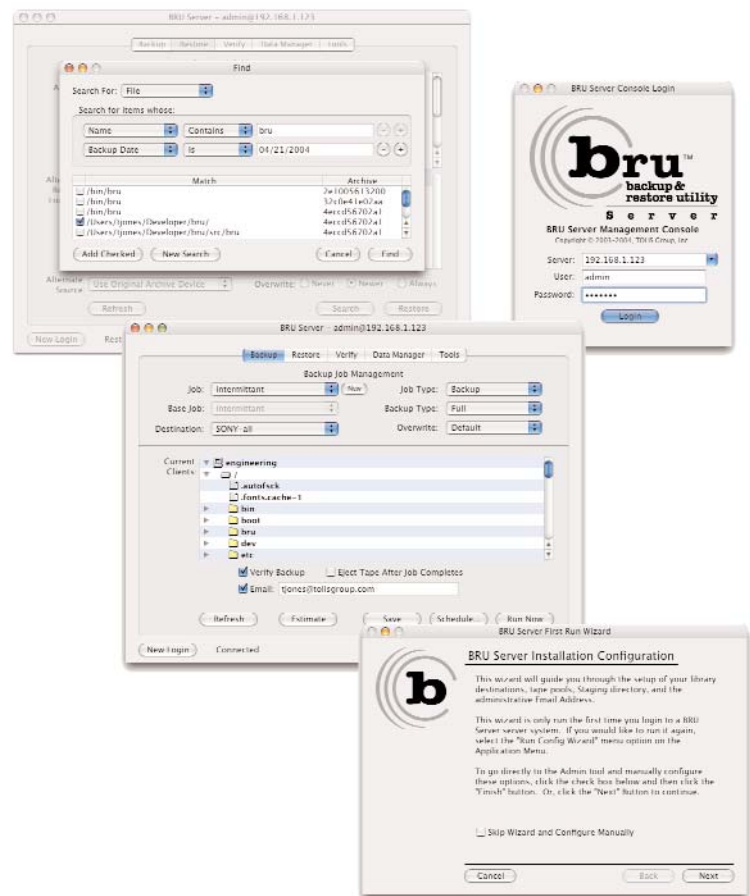 BRU Server - admin@192.168.1.123
Backup Restore Verify Data Manager Tools
Find
Search For: File
Search for items whose:
Name Contains bru
Backup Date is 04/21/2004
Match Archive
/bin/bru 2e1005613200
/bin/bru 32c0e41e02aa
/bin/bru 4eccd56702a1
/Users/tjones/Developer/bru/ 4eccd56702a1
/Users/tjones/Developer/bru/src/bru 4eccd56702a1
Add Checked New Search Cancel Find
Alternate Source Use Original Archive Device Overwrite: Never Newer Always
Refresh Search Restore
New Login
BRU Server Console Login
bru™
backup &
restore utility
Server
BRU Server Management Console
Copyright © 2003-2004, TOLIS Group, Inc
Server: 192.168.1.123
User: admin
Password: •••••••
Login
BRU Server - admin@192.168.1.123
Backup Restore Verify Data Manager Tools
Backup Job Management
Job: Intermittant New Job Type: Backup
Base Job: Intermittant Backup Type: Full
Destination: SONY-all Overwrite: Default
Current Clients: engineering
/
.autofsck
.fonts.cache-1
bin
boot
bru
dev
etc
Verify Backup Eject Tape After Job Completes
Email: tjones@tolisgroup.com
Refresh Estimate Save Schedule... Run Now
New Login Connected
BRU Server First Run Wizard
b
BRU Server Installation Configuration
This wizard will guide you through the setup of your library
destinations, tape pools, Staging directory, and the
administrative Email Address.
This wizard is only run the first time you login to a BRU
Server server system. If you would like to run it again,
select the "Run Config Wizard" menu option on the
Application Menu.
To go directly to the Admin tool and manually configure
these options, click the check box below and then click the
"Finish" button. Or, click the "Next" button to continue.
Skip Wizard and Configure Manually
Cancel Back Next